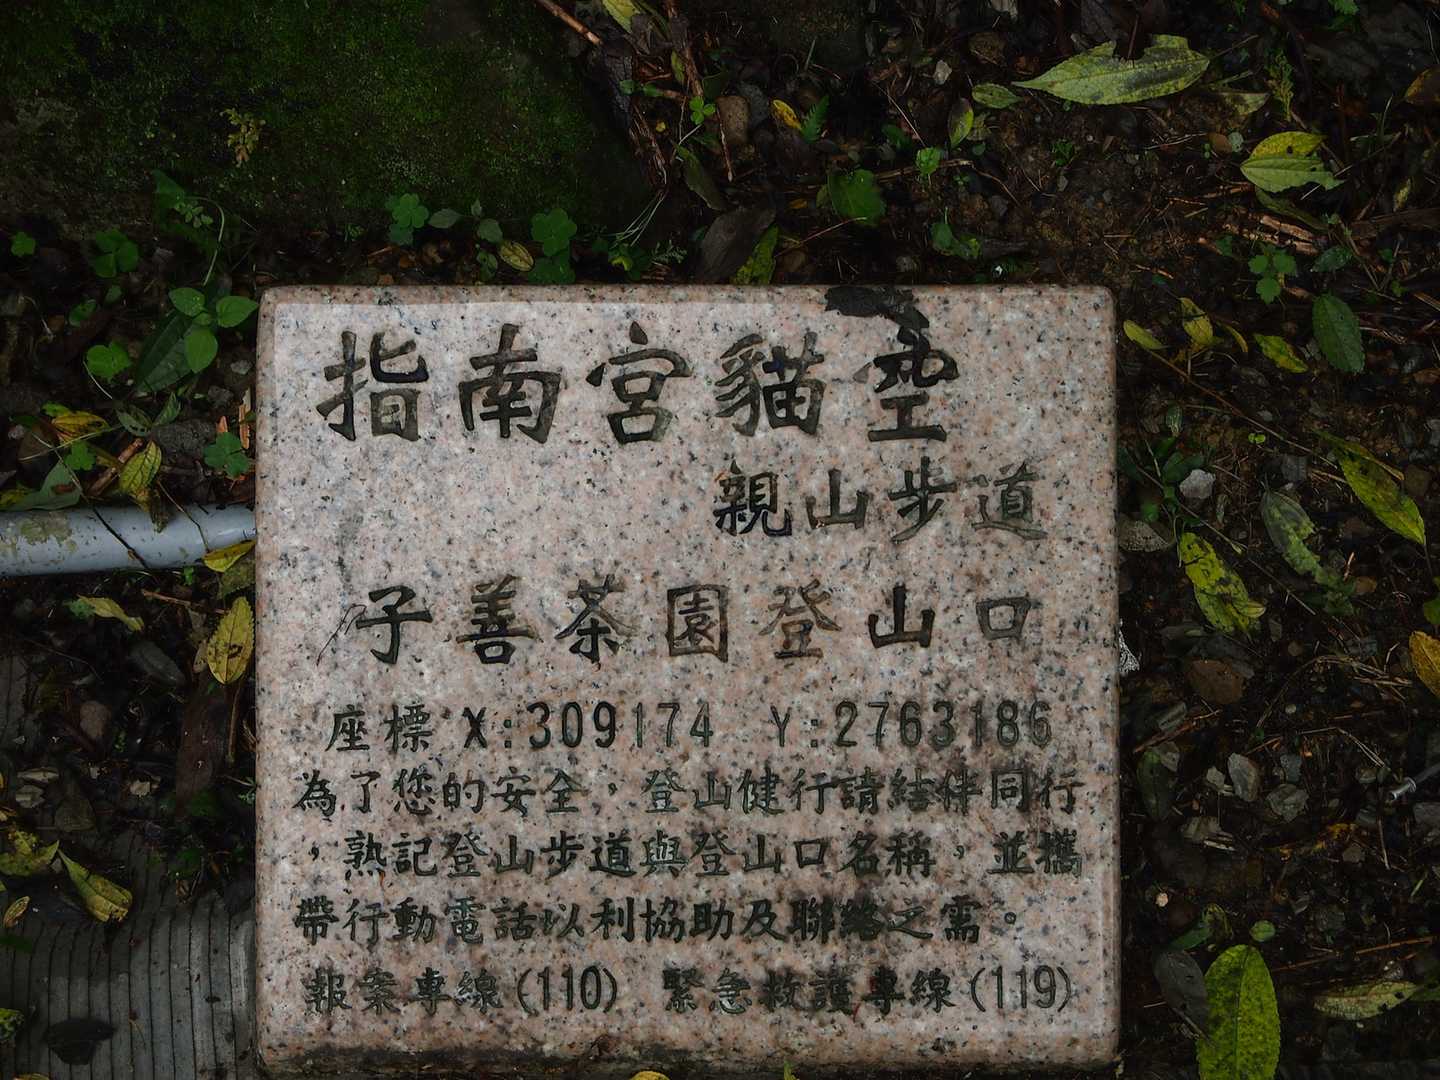 指南宮貓空
親山步道
子善茶園登山口
座標 X:309174 Y:2763186
為了您的安全,登山健行請結伴同行
,熟記登山步道與登山口名稱,並攜
帶行動電話以利協助及聯絡之需。
報案專線(110) 緊急救護專線(119)